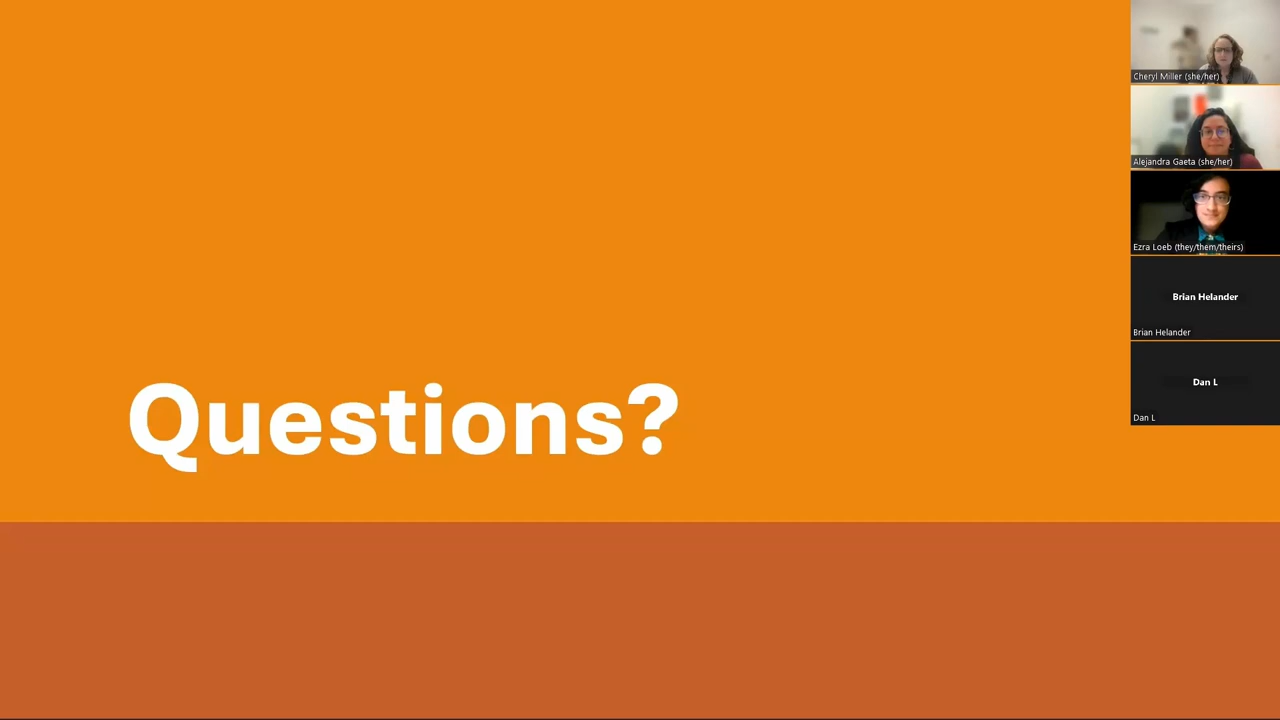 Questions?
Cheryl Miller (she/her)
Alejandra Gaeta (she/her)
Ezra Loeb (they/them/theirs)
Brian Helander
Brian Helander
Dan L
Dan L